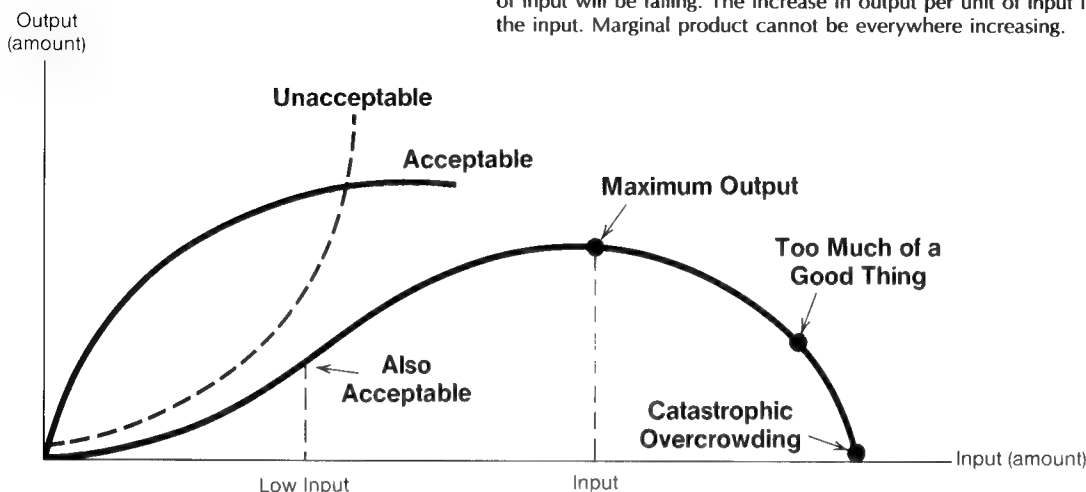 of input will be falling. The increase in output per unit of input
the input. Marginal product cannot be everywhere increasing.
Output
(amount)
Unacceptable
Acceptable
Maximum Output
Too Much of a
Good Thing
Also
Acceptable
Catastrophic
Overcrowding
Input (amount)
Low Input
Input